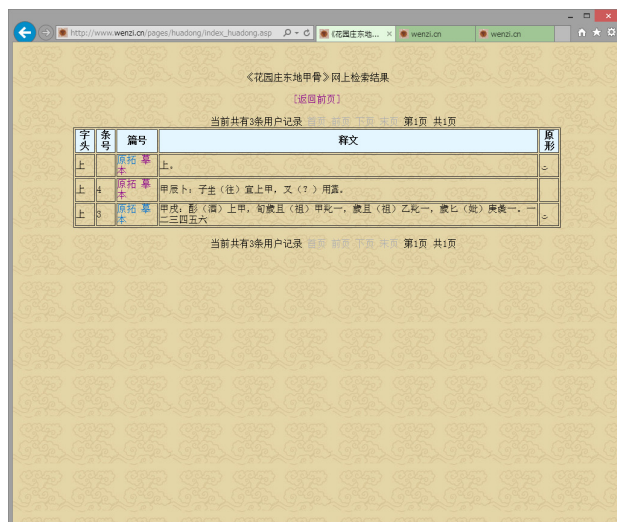 http://www.wenzi.cn/pages/huadong/index_huadong.asp
《花园庄东地...
wenzi.cn
wenzi.cn
《花园庄东地甲骨》网上检索结果
[返回前页]
当前共有3条用户记录 首页 前页 下页 末页 第1页 共1页
字头 条号 篇号 释文 原形
上 原拓 摹本 上。
上 4 原拓 摹本 甲辰卜：子㞷（往）宜上甲，又（？）用
上 3 原拓 摹本 甲戌：（酒）上甲，旬歲且（祖）甲一，歲且（祖）乙一，歲匕（妣）庚一。一
二三四五六
当前共有3条用户记录 首页 前页 下页 末页 第1页 共1页